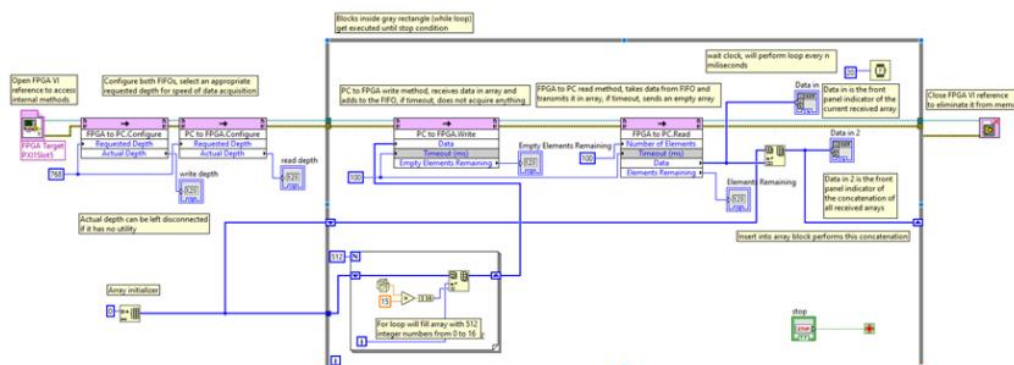 Blocks inside gray rectangle (while loop)
get executed until stop condition
wait clock, will perform loop every n
miliseconds
Open FPGA VI
reference to access
internal methods
Configure both FIFOs, select an appropriate
requested depth for speed of data acquisition
PC to FPGA write method, receives data in array and
adds to the FIFO, if timeout, does not acquire anything
FPGA to PC read method, takes data from FIFO and
transmits it in array, if timeout, sends an empty array
Data in
Data in is the front
panel indicator of the
current received array
Close FPGA VI reference
FPGA Target
PXI1Slot5
FPGA to PC.Configure
Requested Depth
Actual Depth
PC to FPGA.Configure
Requested Depth
Actual Depth
PC to FPGA.Write
Data
Timeout (ms)
Empty Elements Remaining
Empty Elements Remaining
FPGA to PC.Read
Number of Elements
Timeout (ms)
Data
Elements Remaining
Data in 2
768
write depth
read depth
100
100
Elements Remaining
Data in 2 is the front
panel indicator of
the concatenation of
all received arrays
Actual depth can be left disconnected
if it has no utility
Insert into array block performs this concatenation
512
N
Array initializer
0
15
For loop will fill array with 512
integer numbers from 0 to 16
i
stop
STOP
TF
i